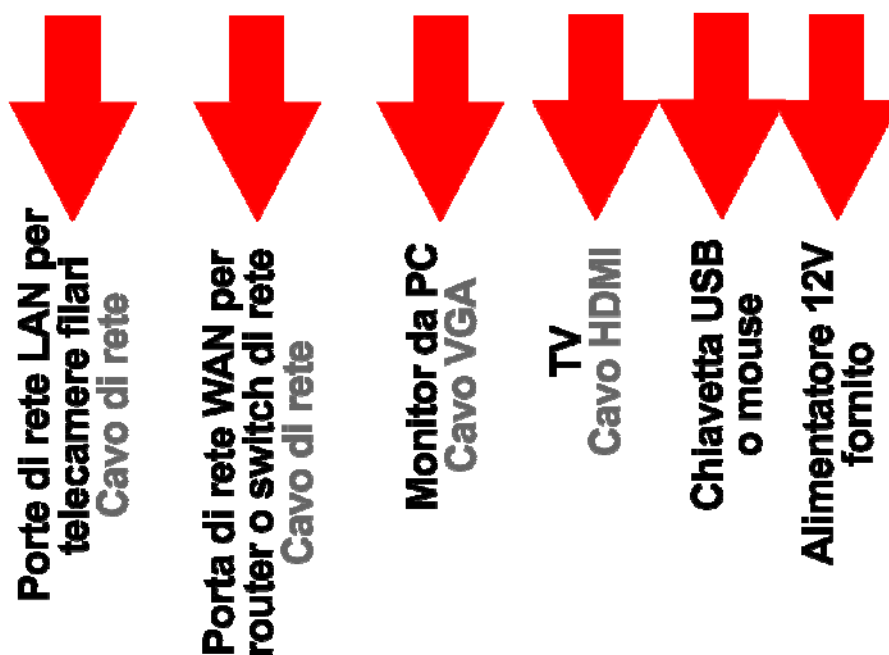 Porte di rete LAN per
telecamere filari
Cavo di rete
Porta di rete WAN per
router o switch di rete
Cavo di rete
Monitor da PC
Cavo VGA
TV
Cavo HDMI
Chiavetta USB
o mouse
Alimentatore 12V
fornito